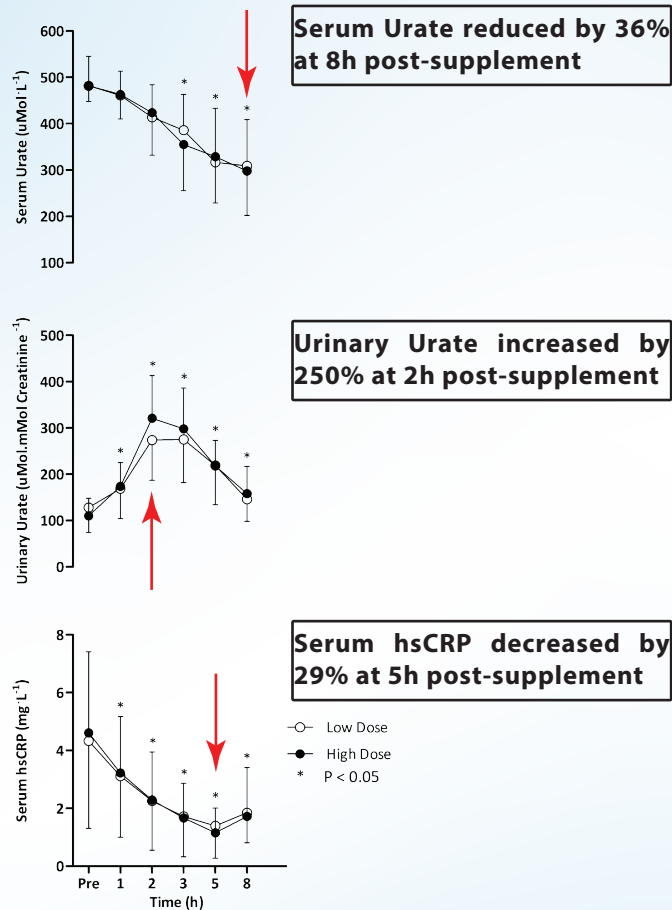 Serum Urate reduced by 36%
at 8h post-supplement
600
500
400
300
200
100
Serum Urate (uMol·L⁻¹)
*
*
*
Urinary Urate increased by
250% at 2h post-supplement
500
400
300
200
100
0
Urinary Urate (uMol.mMol Creatinine ⁻¹)
*
*
*
*
*
Serum hsCRP decreased by
29% at 5h post-supplement
8
6
4
2
0
Serum hsCRP (mg·L⁻¹)
*
*
*
*
*
Low Dose
High Dose
* P < 0.05
Pre 1 2 3 5 8
Time (h)